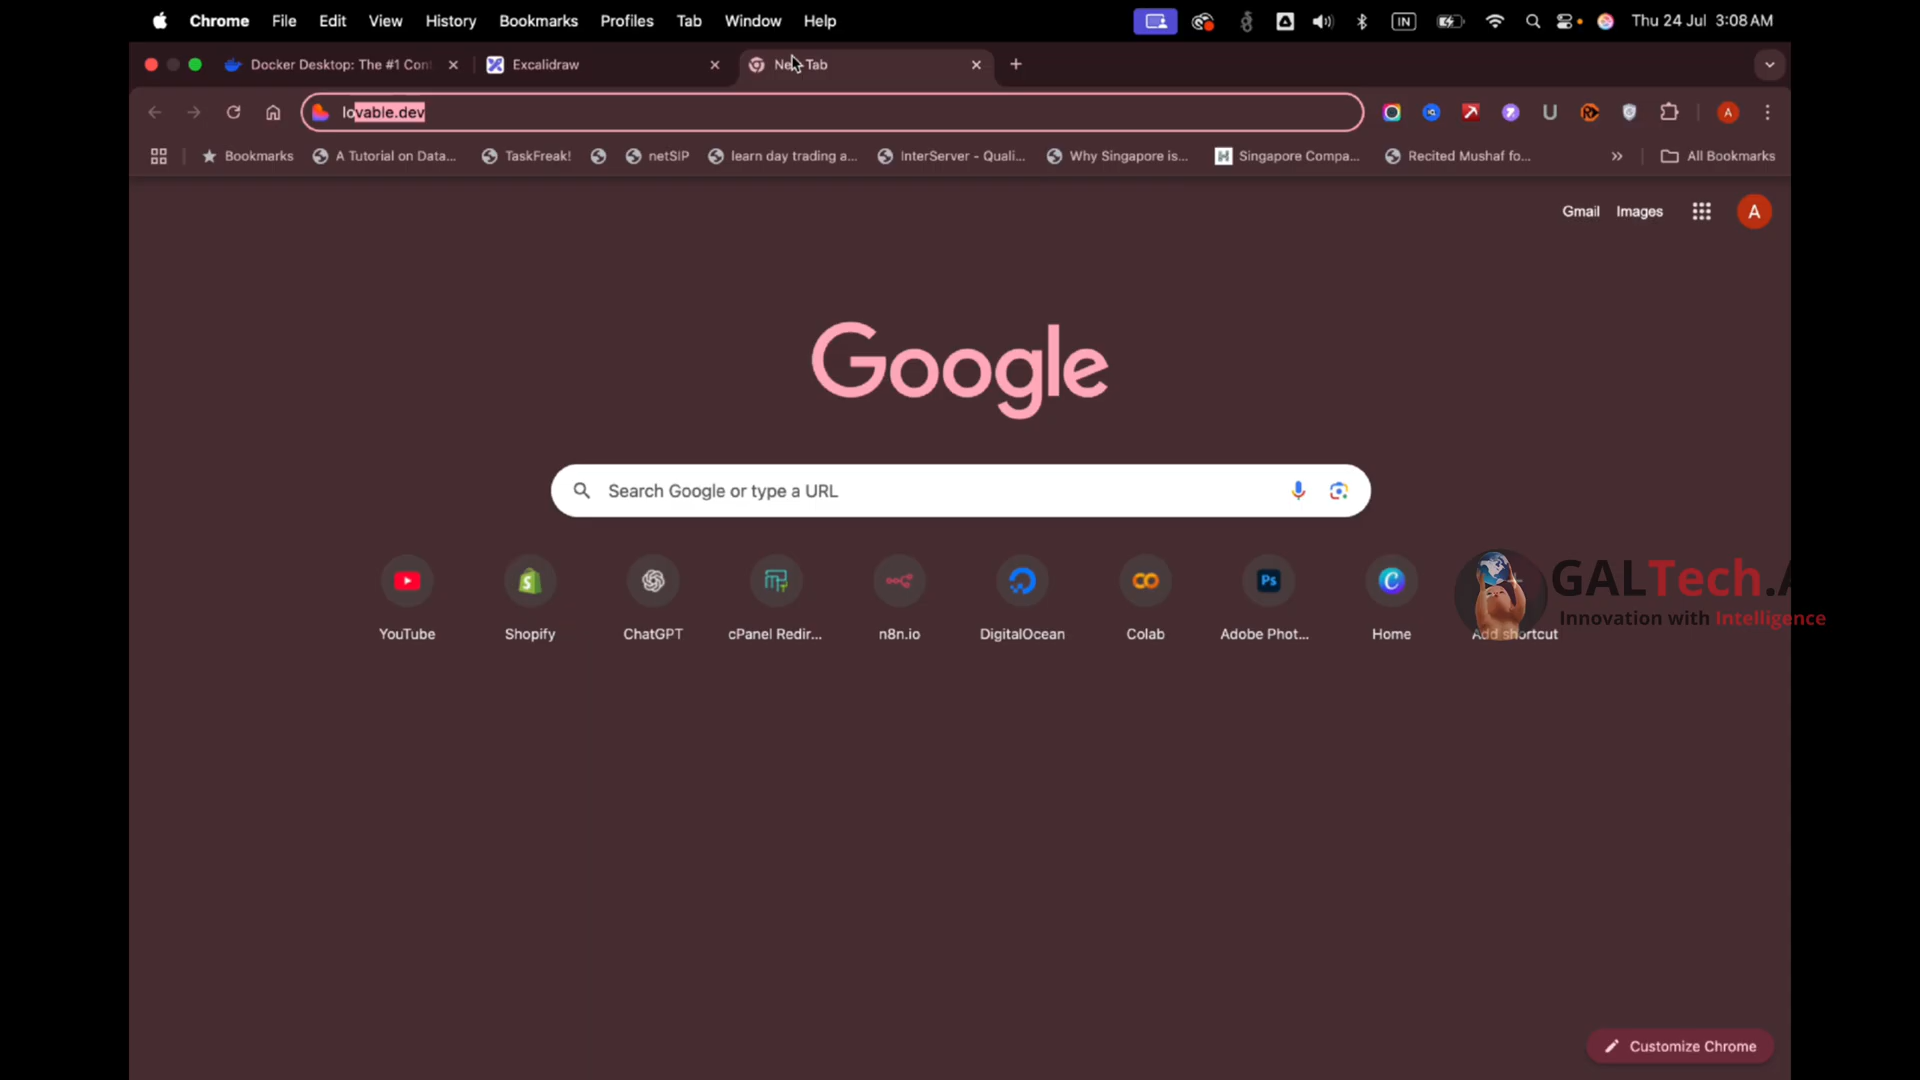 Chrome File Edit View History Bookmarks Profiles Tab Window Help IN Thu 24 Jul 3:08 AM
Docker Desktop: The #1 Con Excalidraw New Tab
lovable.dev
Bookmarks A Tutorial on Data... TaskFreak! netSIP learn day trading a... InterServer - Quali... Why Singapore is... Singapore Compa... Recited Mushaf fo... All Bookmarks
Gmail Images A
Google
Search Google or type a URL
GALTech.A
Innovation with Intelligence
YouTube Shopify ChatGPT cPanel Redir... n8n.io DigitalOcean Colab Adobe Phot... Home Add shortcut
Customize Chrome